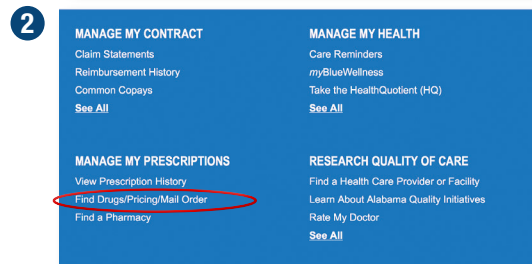 2
MANAGE MY CONTRACT
Claim Statements
Reimbursement History
Common Copays
See All
MANAGE MY HEALTH
Care Reminders
myBlueWellness
Take the HealthQuotient (HQ)
See All
MANAGE MY PRESCRIPTIONS
View Prescription History
Find Drugs/Pricing/Mail Order
Find a Pharmacy
RESEARCH QUALITY OF CARE
Find a Health Care Provider or Facility
Learn About Alabama Quality Initiatives
Rate My Doctor
See All